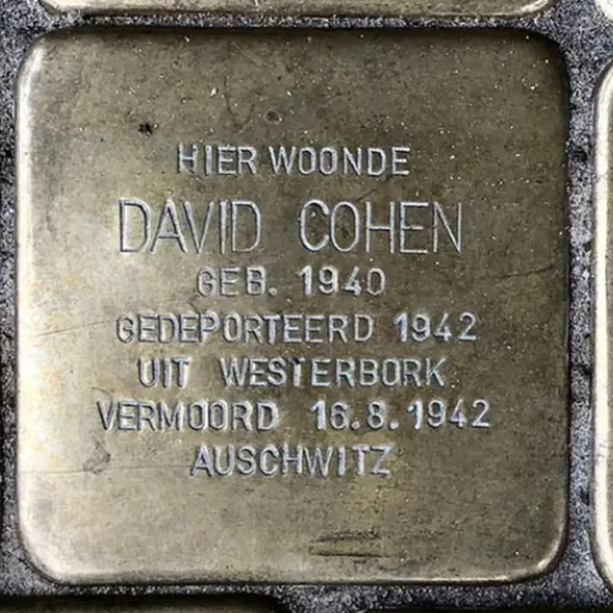 HIER WOONDE
DAVID COHEN
GEB. 1940
GEDEPORTEERD 1942
UIT WESTERBORK
VERMOORD 16.8.1942
AUSCHWITZ